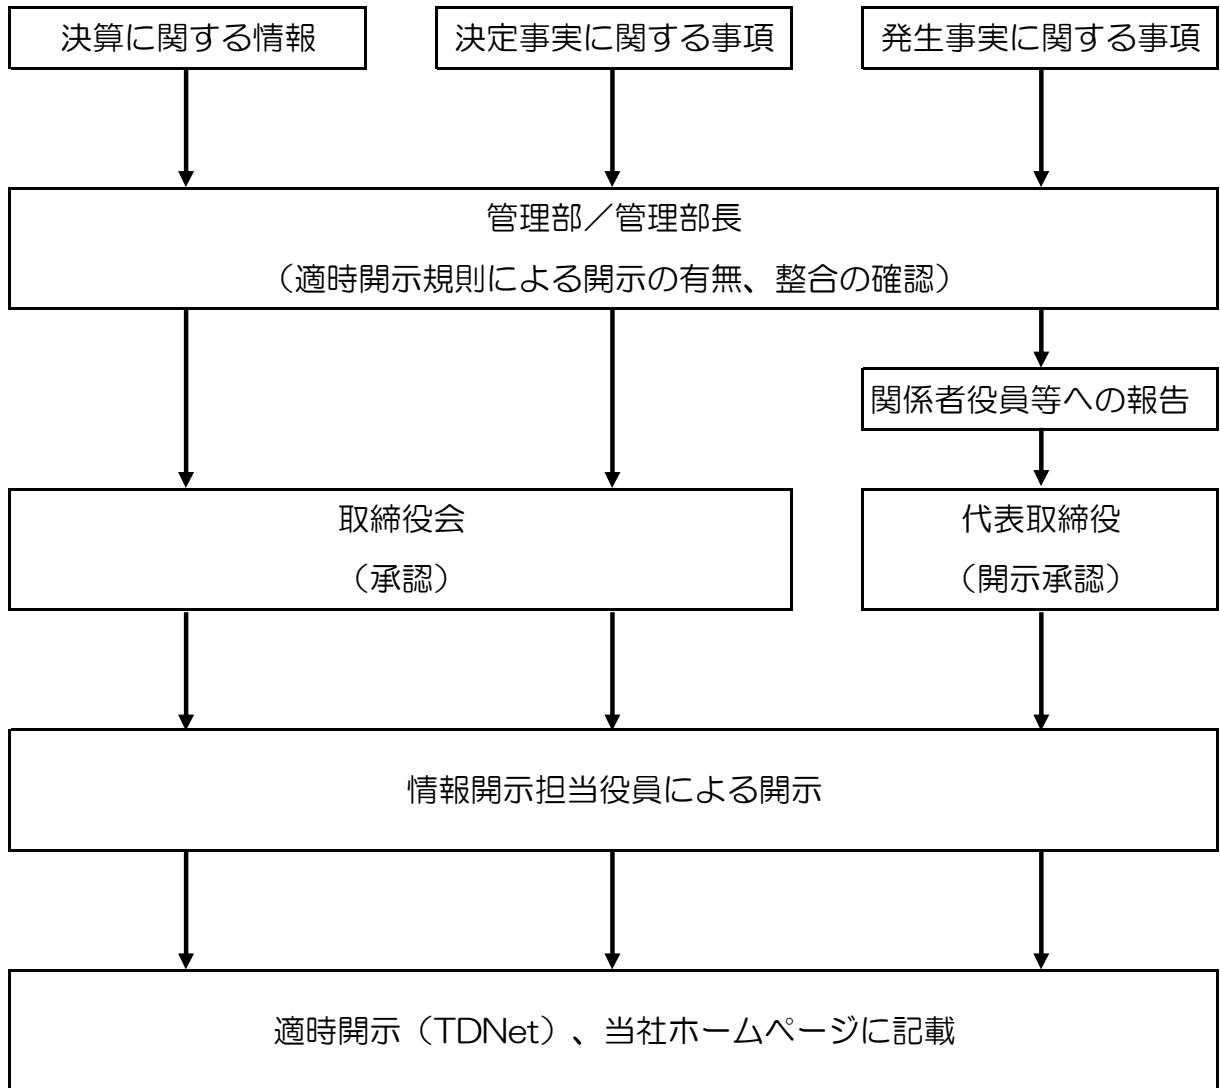 決算に関する情報
決定事実に関する事項
発生事実に関する事項
管理部／管理部長
（適時開示規則による開示の有無、整合の確認）
関係者役員等への報告
取締役会
（承認）
代表取締役
（開示承認）
情報開示担当役員による開示
適時開示（TDNet）、当社ホームページに記載